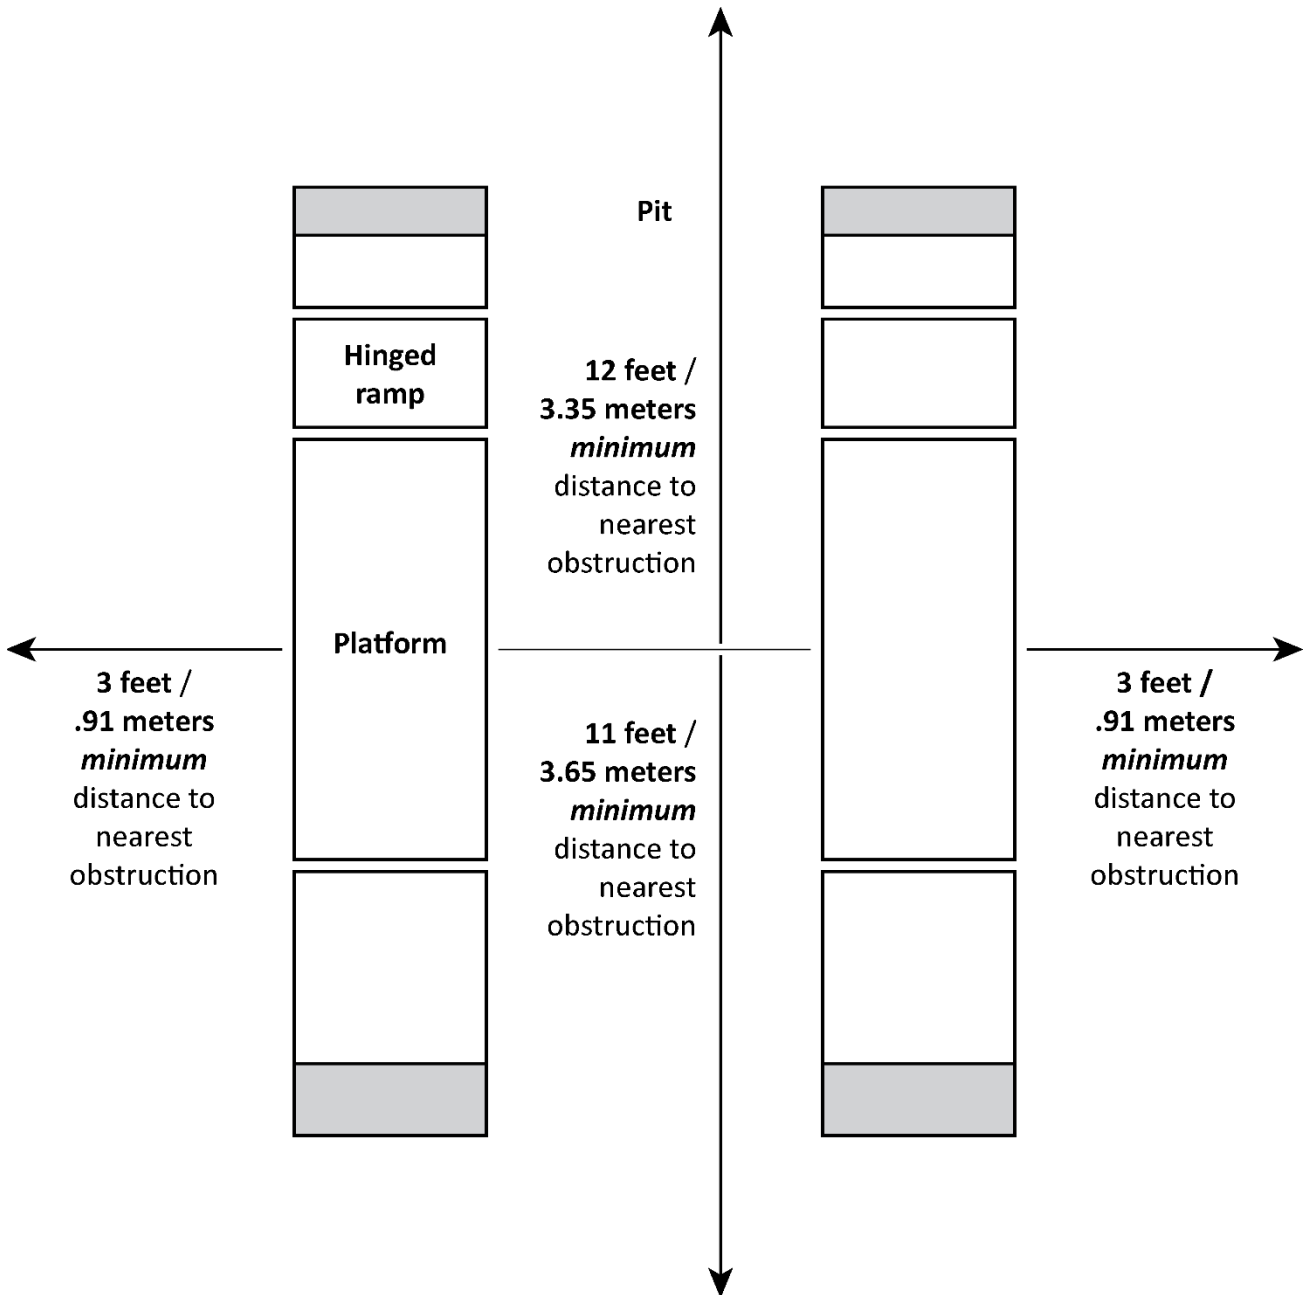 Pit
Hinged
ramp
12 feet /
3.35 meters
minimum
distance to
nearest
obstruction
Platform
3 feet /
.91 meters
minimum
distance to
nearest
obstruction
11 feet /
3.65 meters
minimum
distance to
nearest
obstruction
3 feet /
.91 meters
minimum
distance to
nearest
obstruction